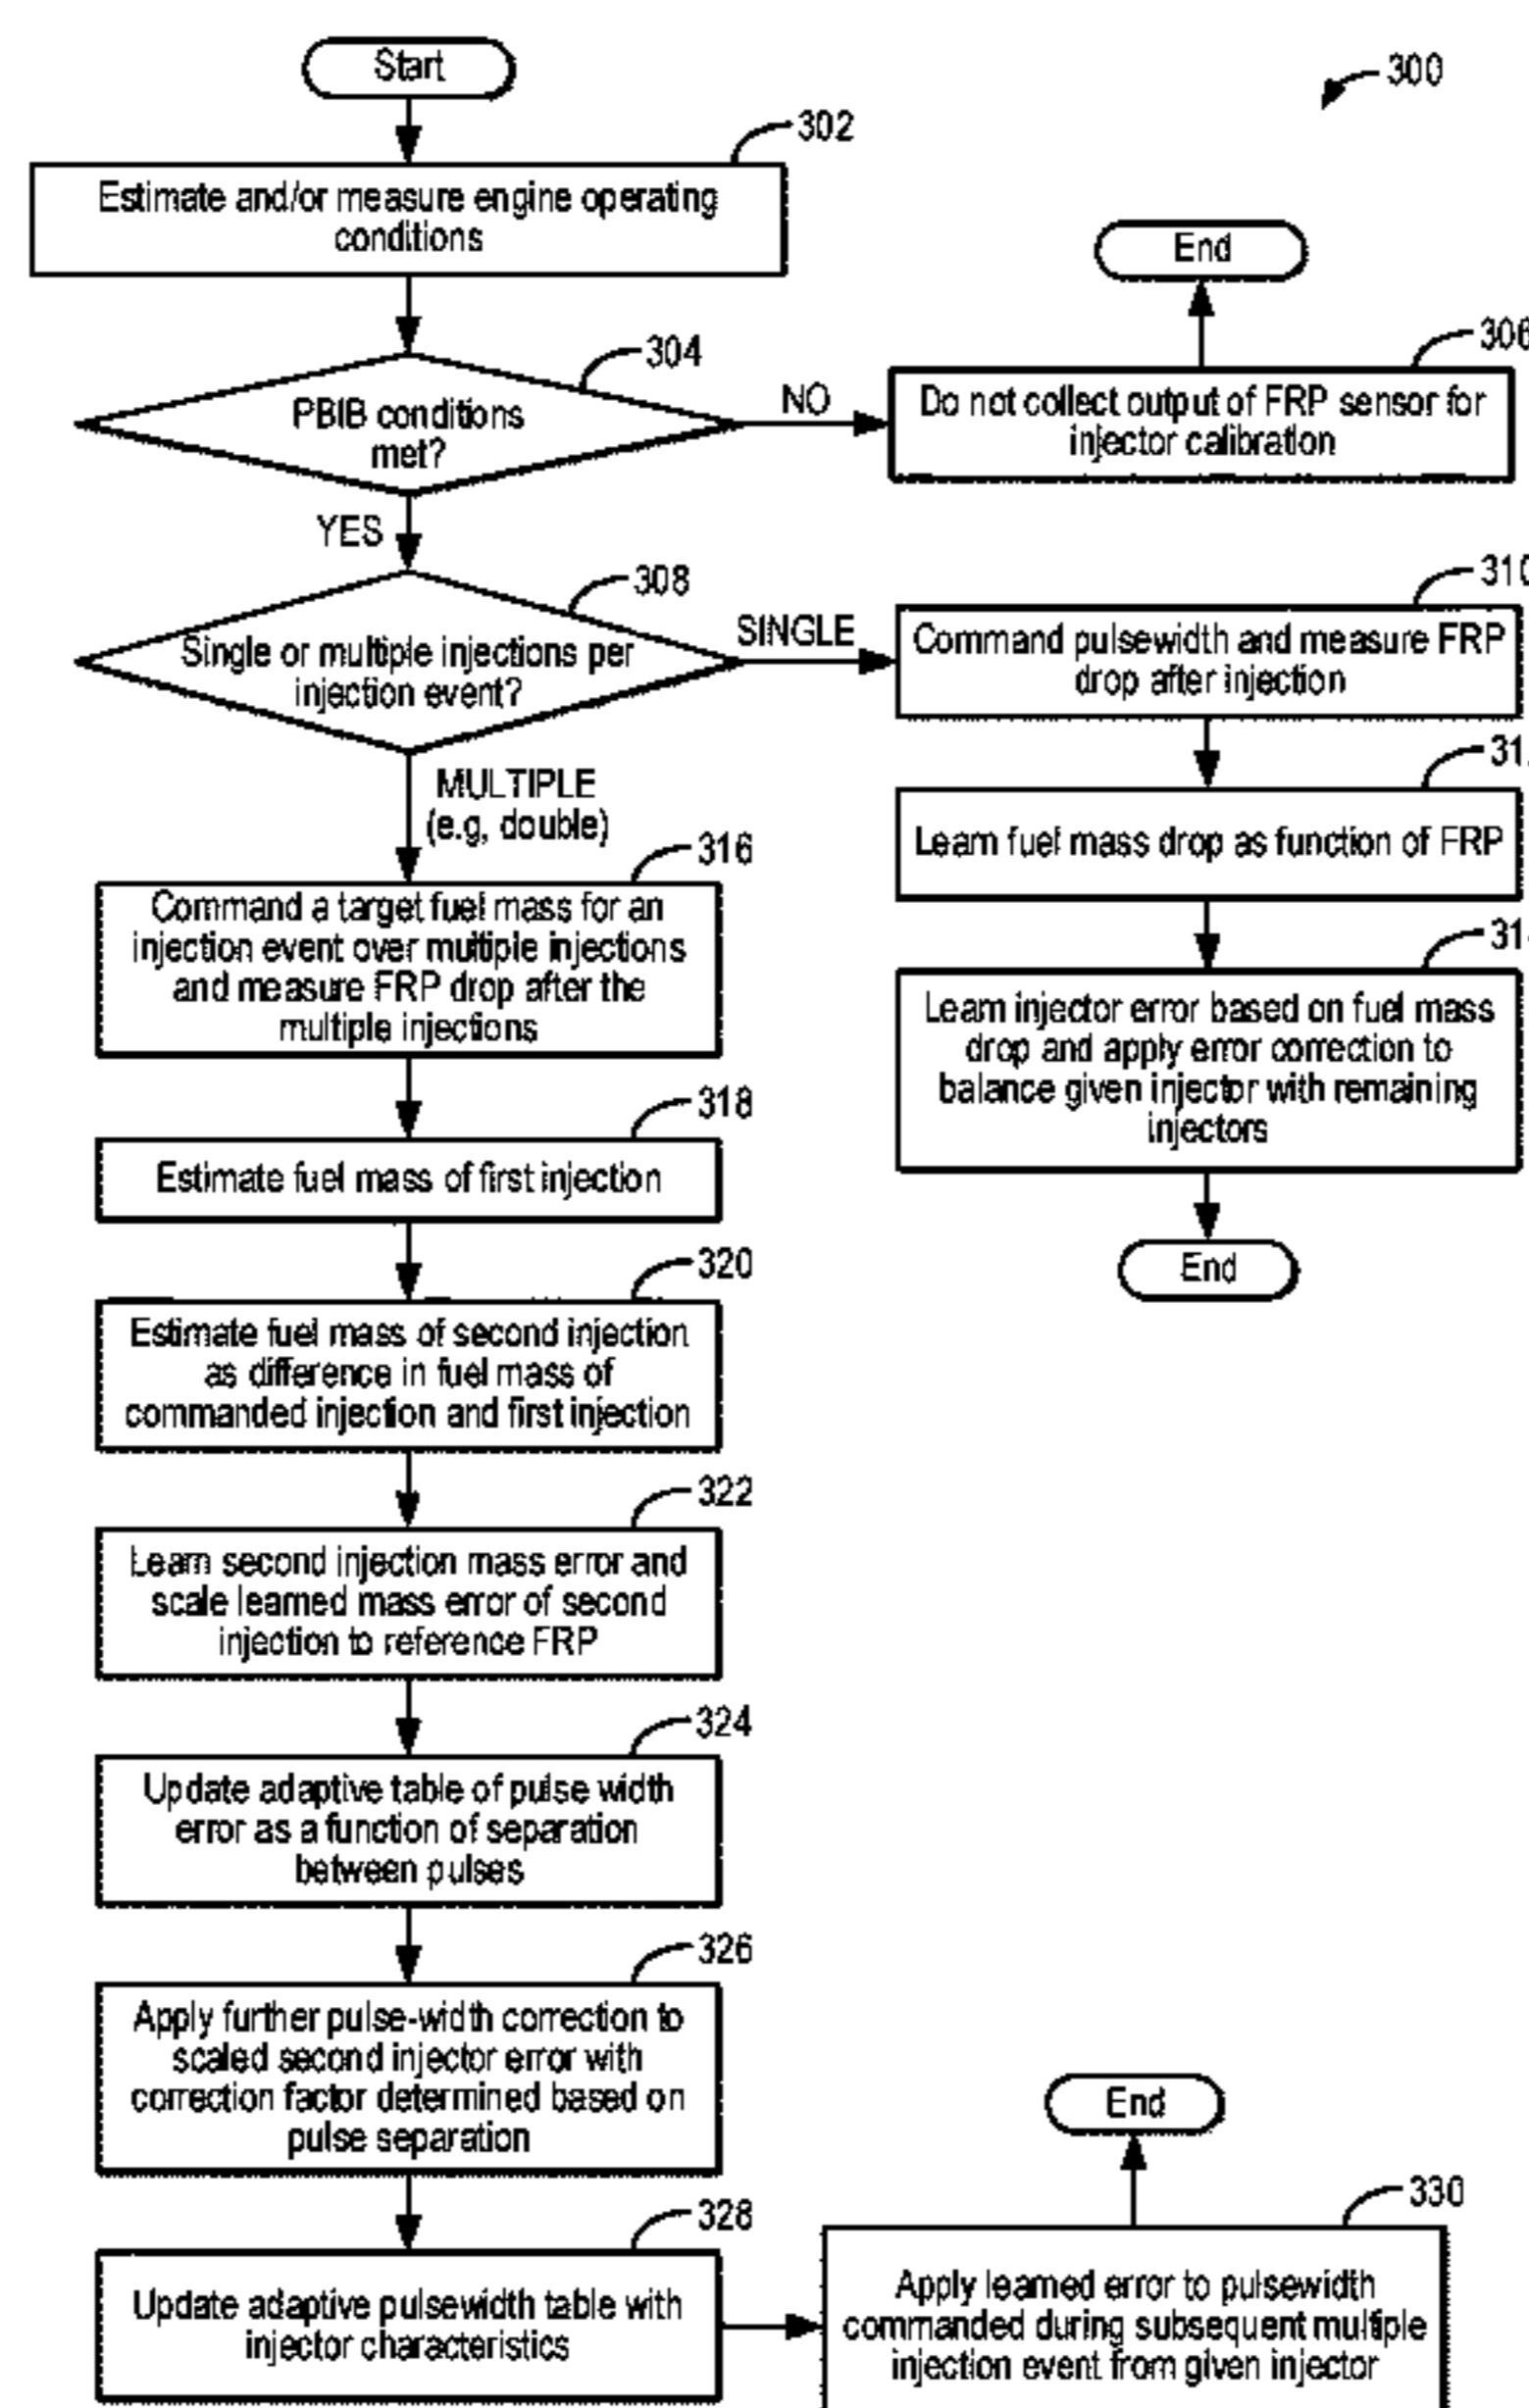 Start
300
302
Estimate and/or measure engine operating
conditions
End
304
306
PBIB conditions
met?
NO
Do not collect output of FRP sensor for
injector calibration
YES
308
310
Single or multiple injections per
injection event?
SINGLE
Command pulsewidth and measure FRP
drop after injection
MULTIPLE
(e.g, double)
Learn fuel mass drop as function of FRP
316
Command a target fuel mass for an
injection event over multiple injections
and measure FRP drop after the
multiple injections
Learn injector error based on fuel mass
drop and apply error correction to
balance given injector with remaining
injectors
318
Estimate fuel mass of first injection
End
320
Estimate fuel mass of second injection
as difference in fuel mass of
commanded injection and first injection
322
Learn second injection mass error and
scale learned mass error of second
injection to reference FRP
324
Update adaptive table of pulse width
error as a function of separation
between pulses
326
Apply further pulse-width correction to
scaled second injector error with
correction factor determined based on
pulse separation
End
328
330
Update adaptive pulsewidth table with
injector characteristics
Apply learned error to pulsewidth
commanded during subsequent multiple
injection event from given injector